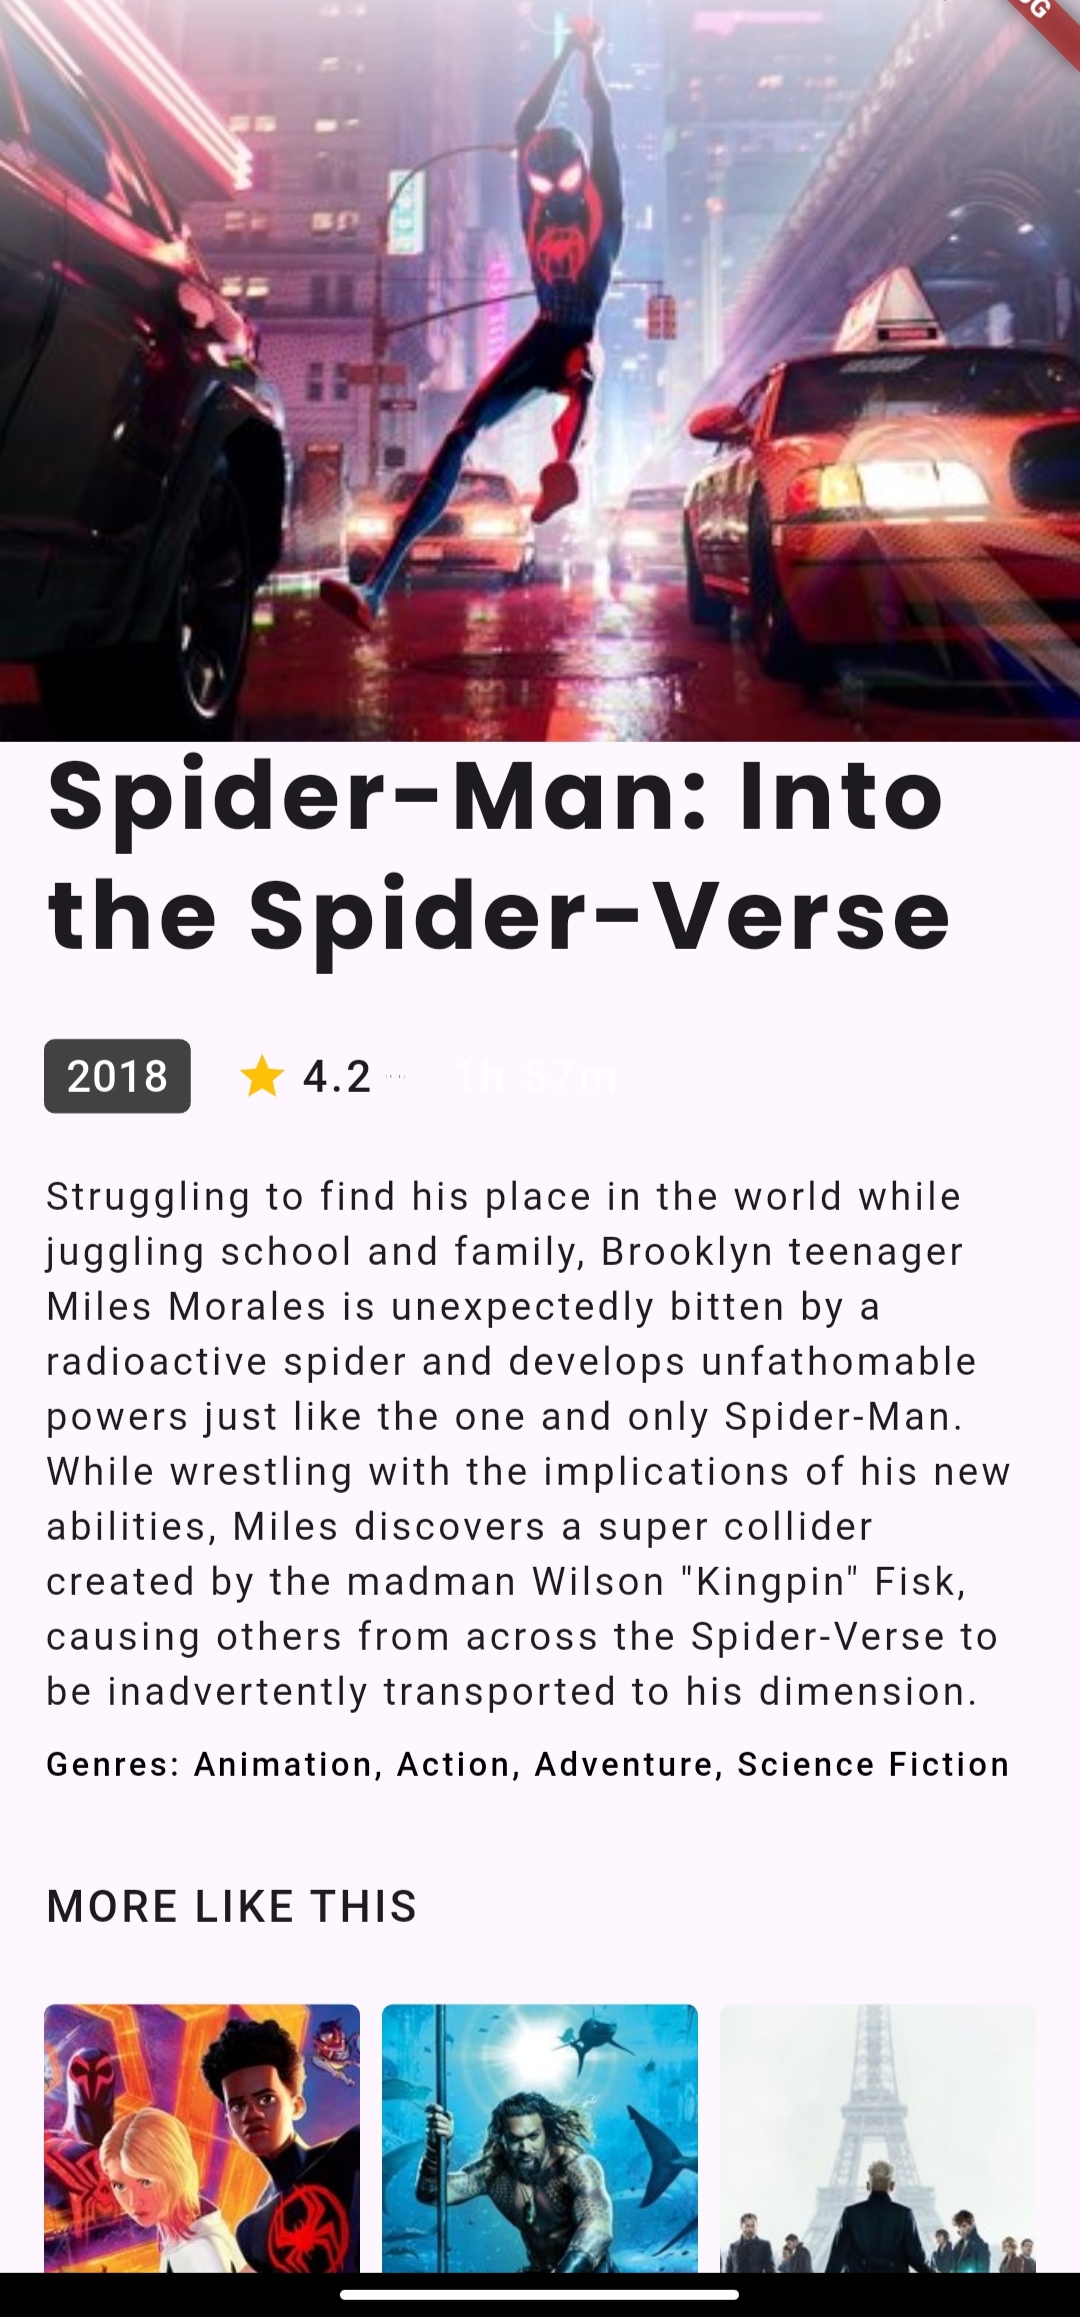 Spider-Man: Into
the Spider-Verse
2018 4.2 1h 57m
Struggling to find his place in the world while
juggling school and family, Brooklyn teenager
Miles Morales is unexpectedly bitten by a
radioactive spider and develops unfathomable
powers just like the one and only Spider-Man.
While wrestling with the implications of his new
abilities, Miles discovers a super collider
created by the madman Wilson "Kingpin" Fisk,
causing others from across the Spider-Verse to
be inadvertently transported to his dimension.
Genres: Animation, Action, Adventure, Science Fiction
MORE LIKE THIS